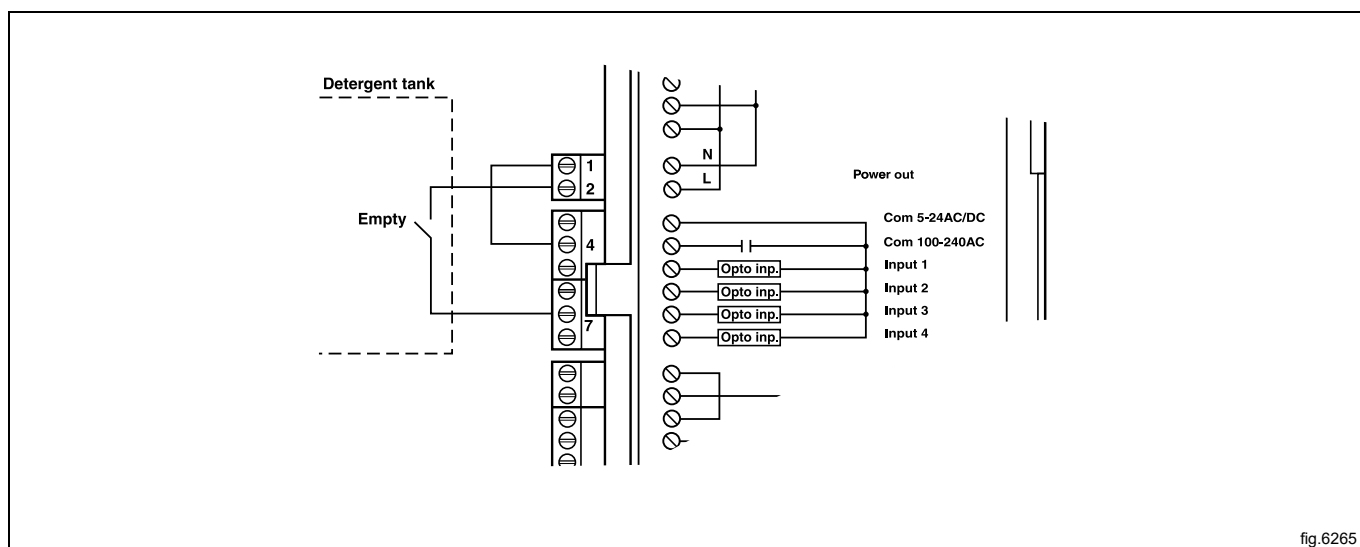 Detergent tank
Empty
1
2
4
7
N
L
Power out
Com 5-24AC/DC
Com 100-240AC
Opto inp. Input 1
Opto inp. Input 2
Opto inp. Input 3
Opto inp. Input 4
fig.6265